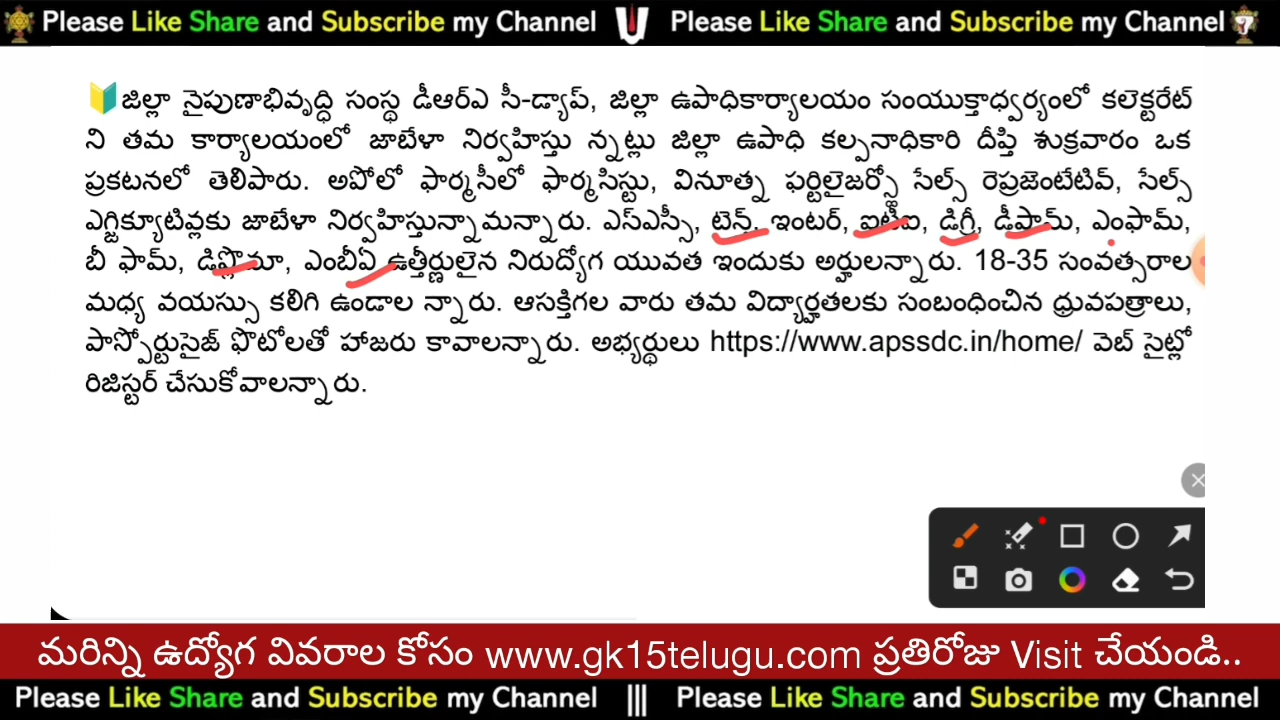 Please Like Share and Subscribe my Channel Please Like Share and Subscribe my Channel
జిల్లా నైపుణాభివృద్ధి సంస్థ డీఆర్ఎ సీ-డ్యాప్, జిల్లా ఉపాధికార్యాలయం సంయుక్తాధ్వర్యంలో కలెక్టరేట్
ని తమ కార్యాలయంలో జాబేళా నిర్వహిస్తు న్నట్లు జిల్లా ఉపాధి కల్పనాధికారి దీప్తి శుక్రవారం ఒక
ప్రకటనలో తెలిపారు. అపోలో ఫార్మసీలో ఫార్మసిస్టు, వినూత్న ఫర్టిలైజర్స్లో సేల్స్ రెప్రజెంటేటివ్, సేల్స్
ఎగ్జిక్యూటివ్లకు జాబేళా నిర్వహిస్తున్నామన్నారు. ఎస్ఎస్సీ, టెన్త్, ఇంటర్, ఐటీఐ, డిగ్రీ, డీఫామ్, ఎంఫామ్,
బీ ఫామ్, డిప్లొమా, ఎంబీఏ ఉత్తీర్ణులైన నిరుద్యోగ యువత ఇందుకు అర్హులన్నారు. 18-35 సంవత్సరాల
మధ్య వయస్సు కలిగి ఉండాల న్నారు. ఆసక్తిగల వారు తమ విద్యార్హతలకు సంబంధించిన ధ్రువపత్రాలు,
పాస్పోర్టుసైజ్ ఫొటోలతో హాజరు కావాలన్నారు. అభ్యర్థులు https://www.apssdc.in/home/ వెబ్ సైట్లో
రిజిస్టర్ చేసుకోవాలన్నారు.
మరిన్ని ఉద్యోగ వివరాల కోసం www.gk15telugu.com ప్రతిరోజు Visit చేయండి..
Please Like Share and Subscribe my Channel ||| Please Like Share and Subscribe my Channel